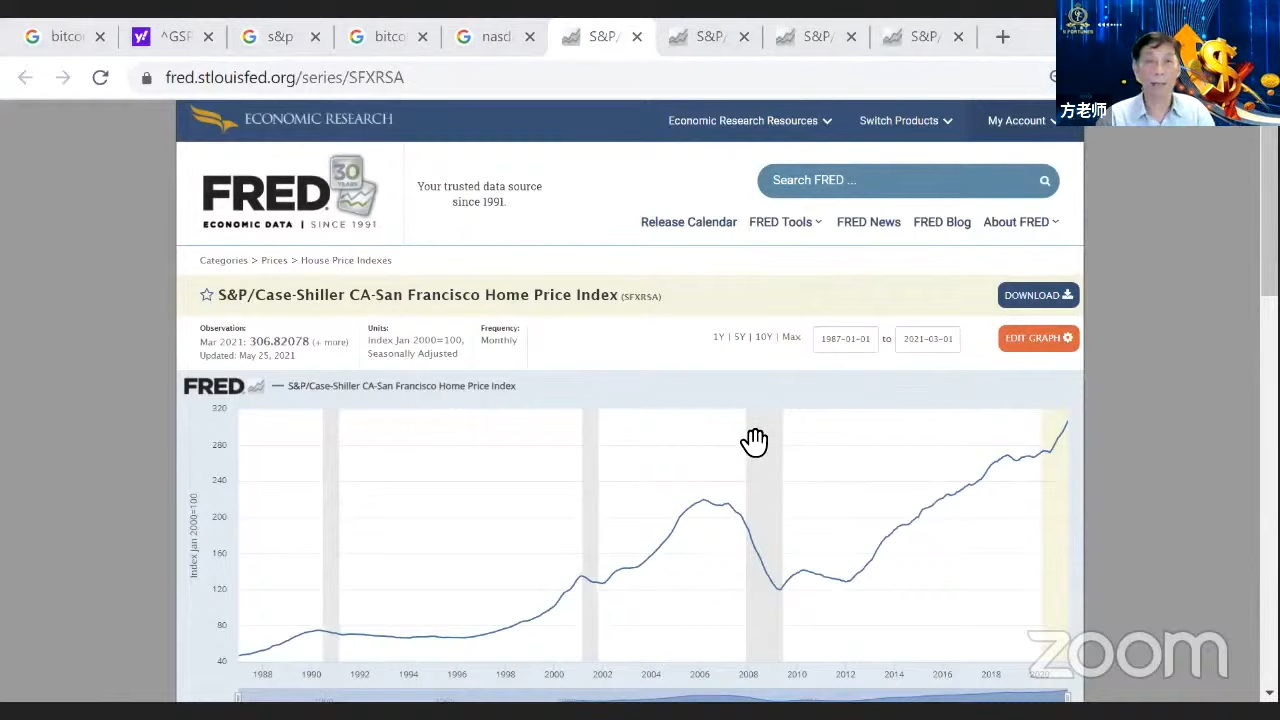 bitco
^GSP
s&p
bitco
nasd
S&P/
S&P/
S&P/
S&P/
fred.stlouisfed.org/series/SFXRSA
9 FORTUNES
方老师
ECONOMIC RESEARCH
Economic Research Resources
Switch Products
My Account
FRED
30 YEARS
ECONOMIC DATA | SINCE 1991
Your trusted data source
since 1991.
Search FRED ...
Release Calendar FRED Tools FRED News FRED Blog About FRED
Categories > Prices > House Price Indexes
S&P/Case-Shiller CA-San Francisco Home Price Index (SFXRSA)
DOWNLOAD
Observation:
Mar 2021: 306.82078 (+ more)
Updated: May 25, 2021
Units:
Index Jan 2000=100,
Seasonally Adjusted
Frequency:
Monthly
1Y | 5Y | 10Y | Max
1987-01-01 to 2021-03-01
EDIT GRAPH
FRED
S&P/Case-Shiller CA-San Francisco Home Price Index
Index Jan 2000=100
320
280
240
200
160
120
80
40
1988 1990 1992 1994 1996 1998 2000 2002 2004 2006 2008 2010 2012 2014 2016 2018 2020
zoom